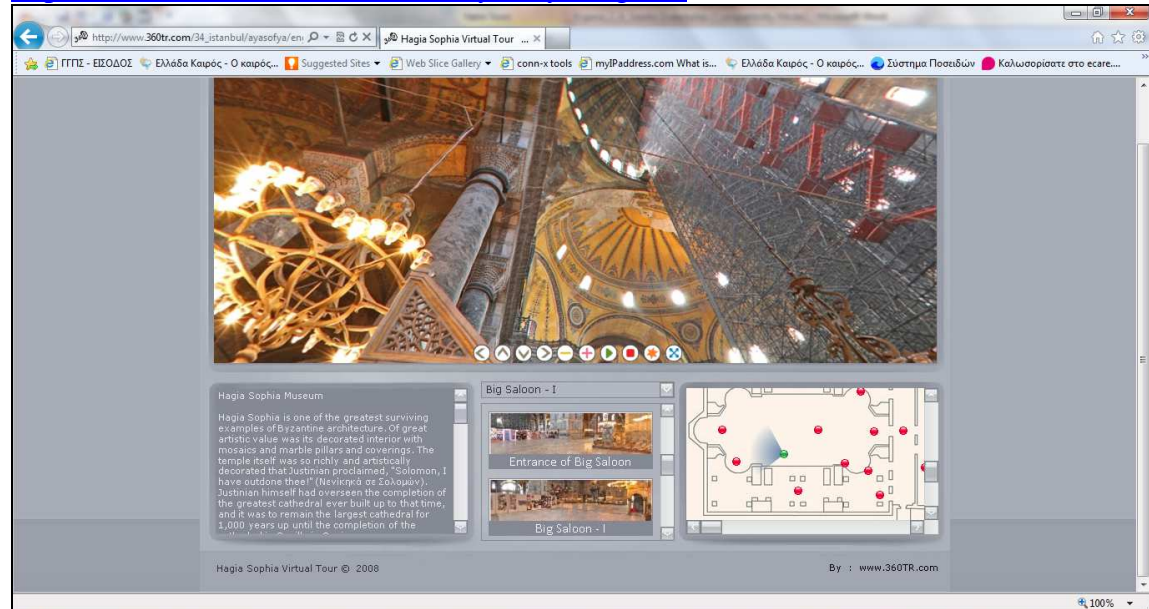 http://www.360tr.com/34_istanbul/ayasofya/en
Hagia Sophia Virtual Tour ...
ΓΓΠΣ - ΕΙΣΟΔΟΣ Ελλάδα Καιρός - Ο καιρός... Suggested Sites Web Slice Gallery conn-x tools myIPaddress.com What is... Ελλάδα Καιρός - Ο καιρός... Σύστημα Ποσειδών Καλωσορίσατε στο ecare....
Hagia Sophia Museum
Hagia Sophia is one of the greatest surviving
examples of Byzantine architecture. Of great
artistic value was its decorated interior with
mosaics and marble pillars and coverings. The
temple itself was so richly and artistically
decorated that Justinian proclaimed, "Solomon, I
have outdone thee!" (Νενίκηκά σε Σολομών).
Justinian himself had overseen the completion of
the greatest cathedral ever built up to that time,
and it was to remain the largest cathedral for
1,000 years up until the completion of the
Big Saloon - I
Entrance of Big Saloon
Big Saloon - I
Hagia Sophia Virtual Tour © 2008
By : www.360TR.com
100%